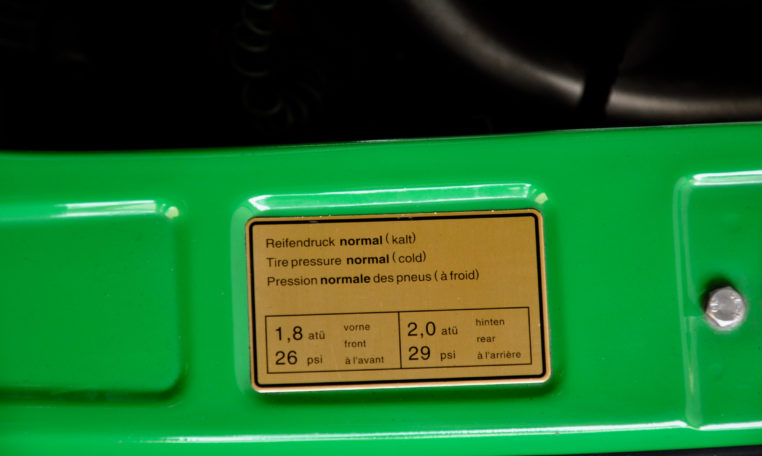 Reifendruck normal (kalt)
Tire pressure normal (cold)
Pression normale des pneus (à froid)
1,8 atü vorne
front
26 psi à l'avant
2,0 atü hinten
rear
29 psi à l'arrière